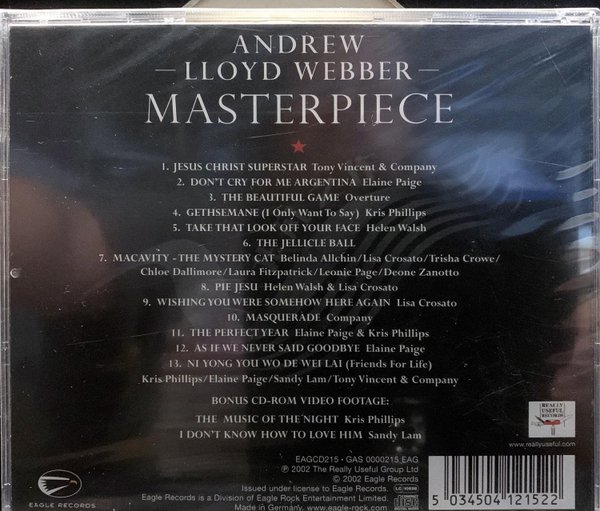 ANDREW
LLOYD WEBBER
MASTERPIECE
1. JESUS CHRIST SUPERSTAR Tony Vincent & Company
2. DON'T CRY FOR ME ARGENTINA Elaine Paige
3. THE BEAUTIFUL GAME Overture
4. GETHSEMANE (I Only Want To Say) Kris Phillips
5. TAKE THAT LOOK OFF YOUR FACE Helen Walsh
6. THE JELLICLE BALL
7. MACAVITY - THE MYSTERY CAT Belinda Allchin/Lisa Crosato/Trisha Crowe/
Chloe Dallimore/Laura Fitzpatrick/Leonie Page/Deone Zanotto
8. PIE JESU Helen Walsh & Lisa Crosato
9. WISHING YOU WERE SOMEHOW HERE AGAIN Lisa Crosato
10. MASQUERADE Company
11. THE PERFECT YEAR Elaine Paige & Kris Phillips
12. AS IF WE NEVER SAID GOODBYE Elaine Paige
13. NI YONG YOU WO DE WEI LAI (Friends For Life)
Kris Phillips/Elaine Paige/Sandy Lam/Tony Vincent & Company
BONUS CD-ROM VIDEO FOOTAGE:
THE MUSIC OF THE NIGHT Kris Phillips
I DON'T KNOW HOW TO LOVE HIM Sandy Lam
REALLY
USEFUL
RECORDS
www.reallyuseful.com
EAGCD215 • GAS 0000215 EAG
℗ 2002 The Really Useful Group Ltd
© 2002 Eagle Records
Issued under license to Eagle Records.
Eagle Records is a Division of Eagle Rock Entertainment Limited.
Made in Germany. www.eagle-rock.com
EAGLE RECORDS
5 034504 121522